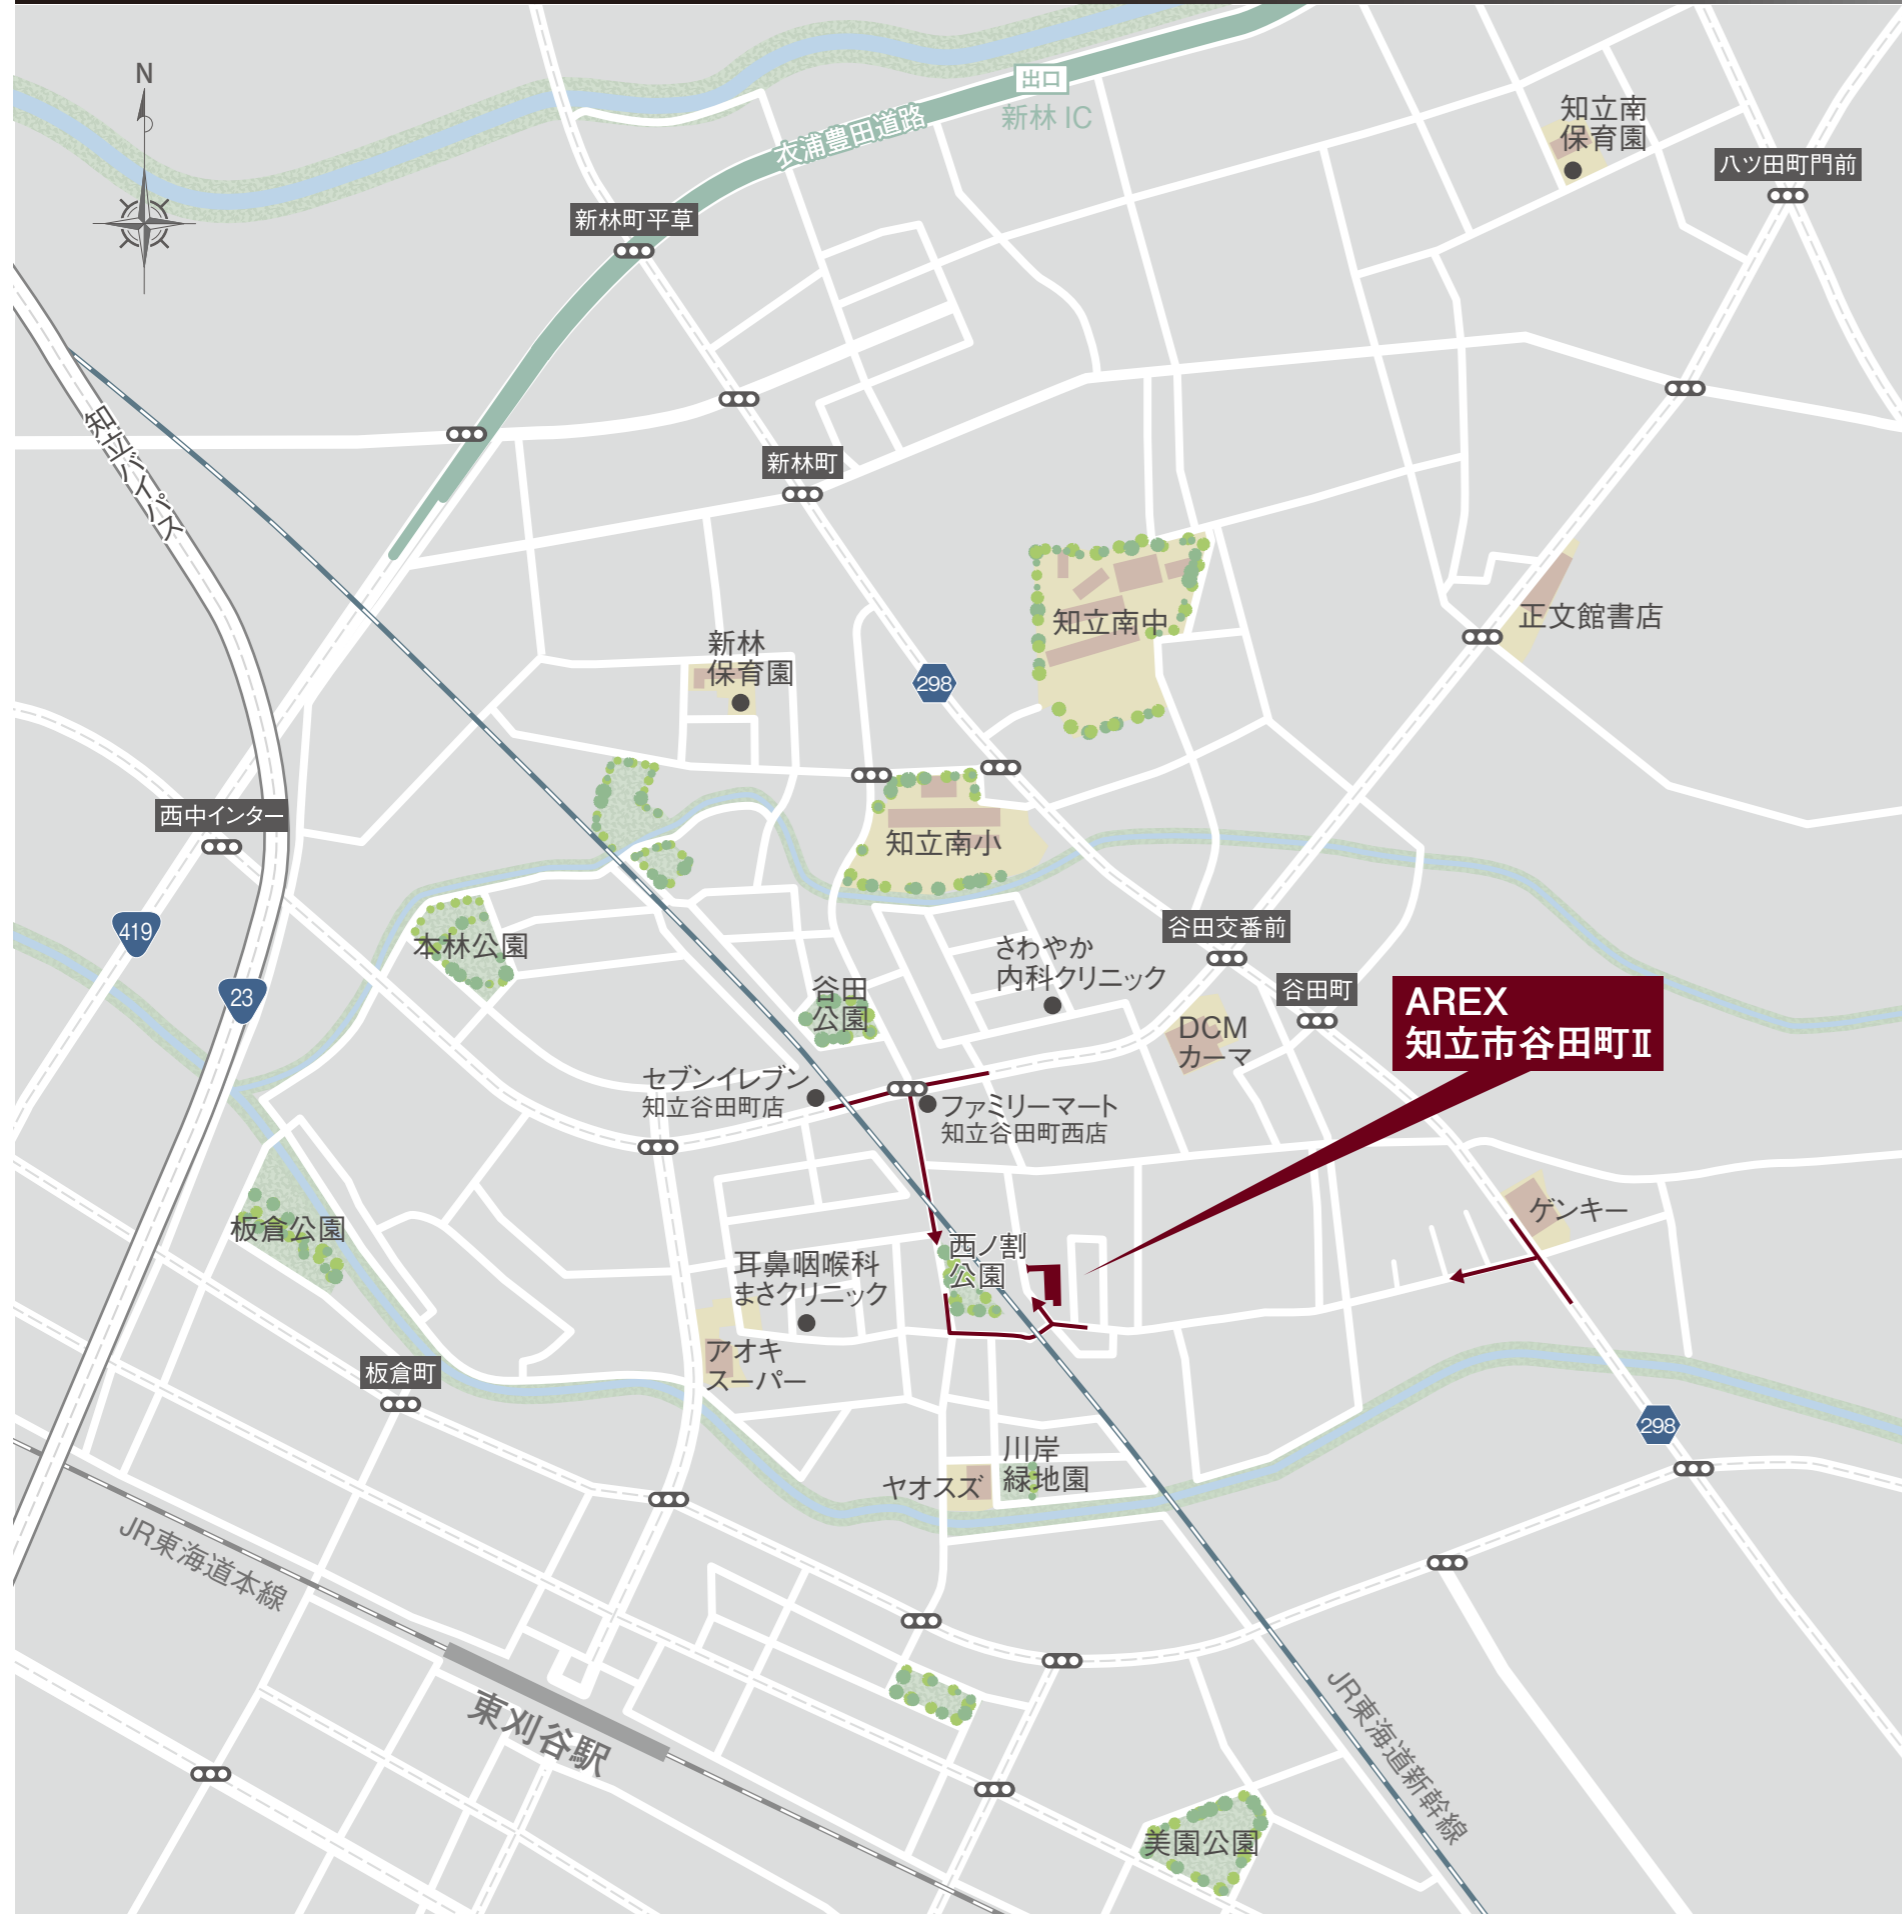 N
出口
新林 IC
衣浦豊田道路
知立南
保育園
八ツ田町門前
新林町平草
知立バイパス
新林町
知立南中
正文館書店
新林
保育園
298
西中インター
知立南小
419
本林公園
23
谷田交番前
さわやか
内科クリニック
谷田町
谷田
公園
DCM
カーマ
AREX
知立市谷田町Ⅱ
セブンイレブン
知立谷田町店
ファミリーマート
知立谷田町西店
板倉公園
西ノ割
公園
ゲンキー
耳鼻咽喉科
まさクリニック
アオキ
スーパー
板倉町
298
川岸
緑地園
ヤオスズ
JR東海道本線
東刈谷駅
JR東海道新幹線
美園公園